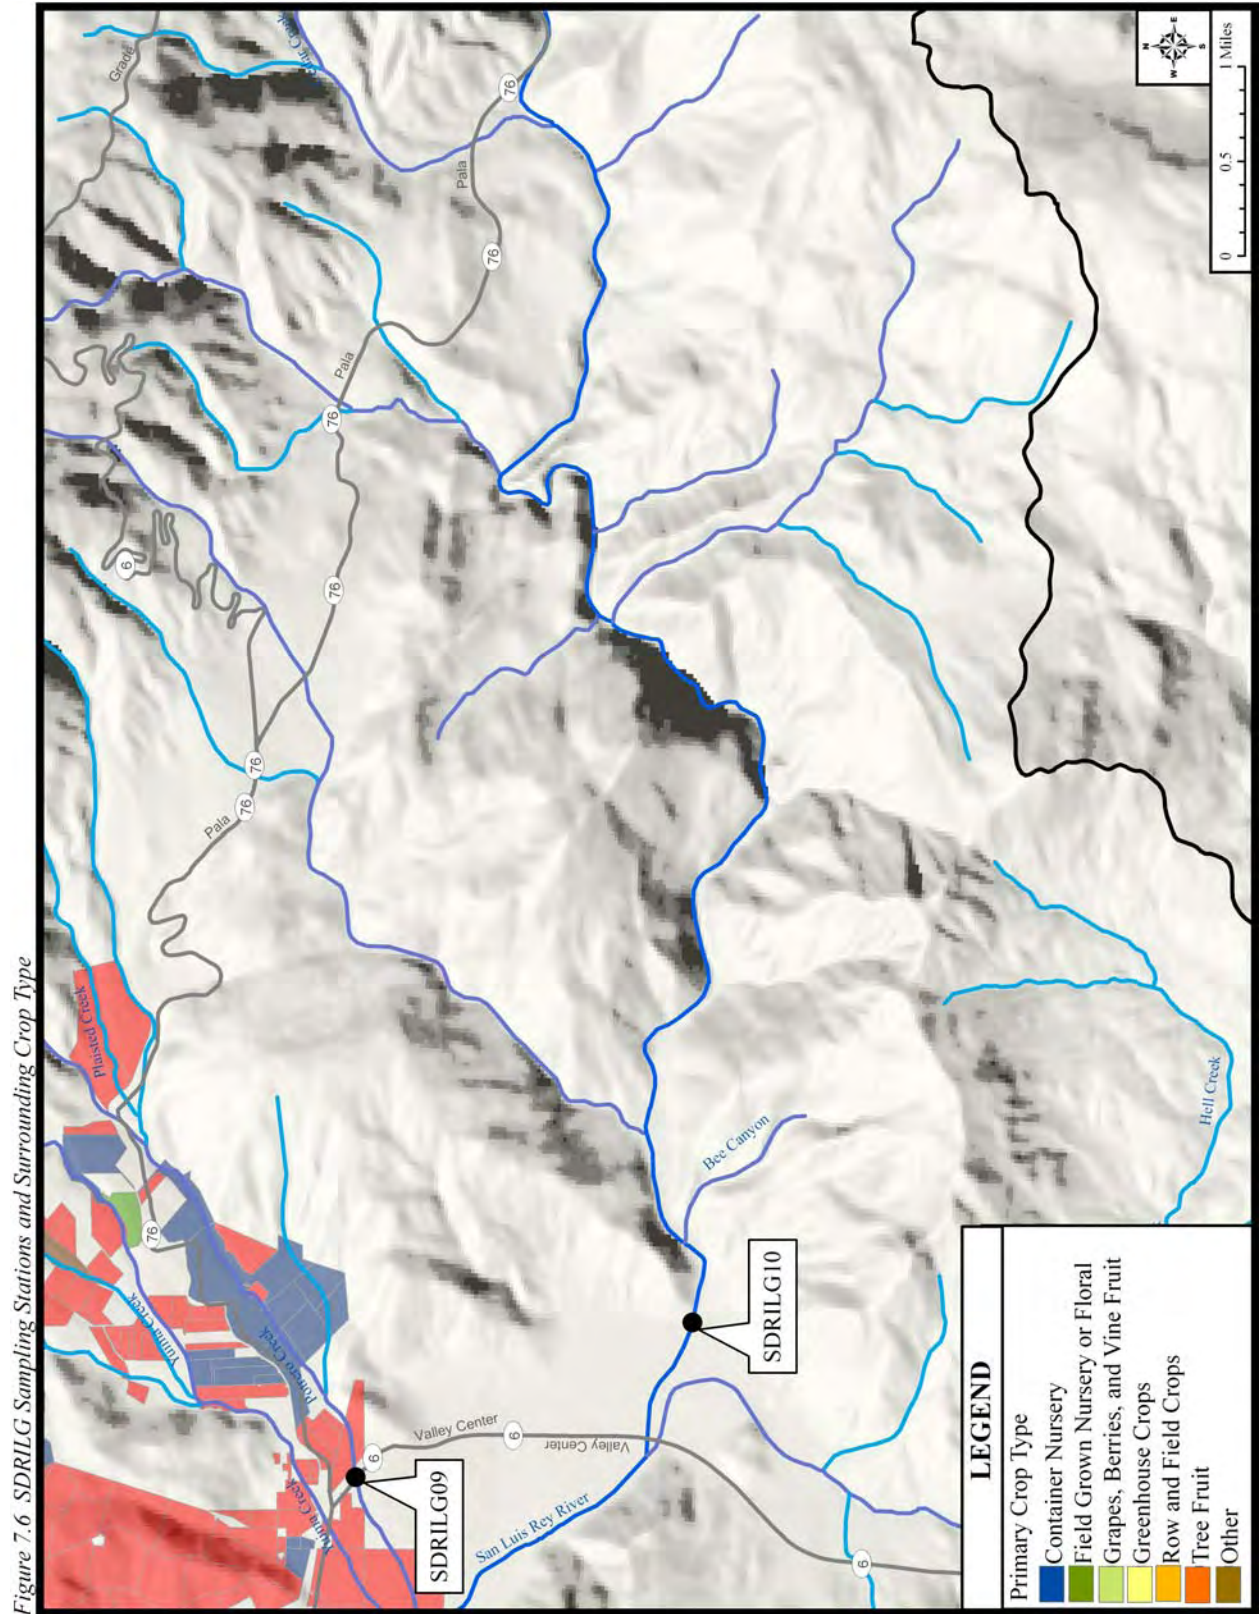 Figure 7.6 SDRILG Sampling Stations and Surrounding Crop Type
Grade
76
Pala
76
Pala
76
76
6
76
76
Pala
Plaisted Creek
76
Yuima Creek
Potrero Creek
Yuima Creek
6
Valley Center
Valley Center
6
SDRILG09
SDRILG10
San Luis Rey River
Bee Canyon
Hell Creek
6
N
E
S
W
0 0.5 1 Miles
LEGEND
Primary Crop Type
Container Nursery
Field Grown Nursery or Floral
Grapes, Berries, and Vine Fruit
Greenhouse Crops
Row and Field Crops
Tree Fruit
Other